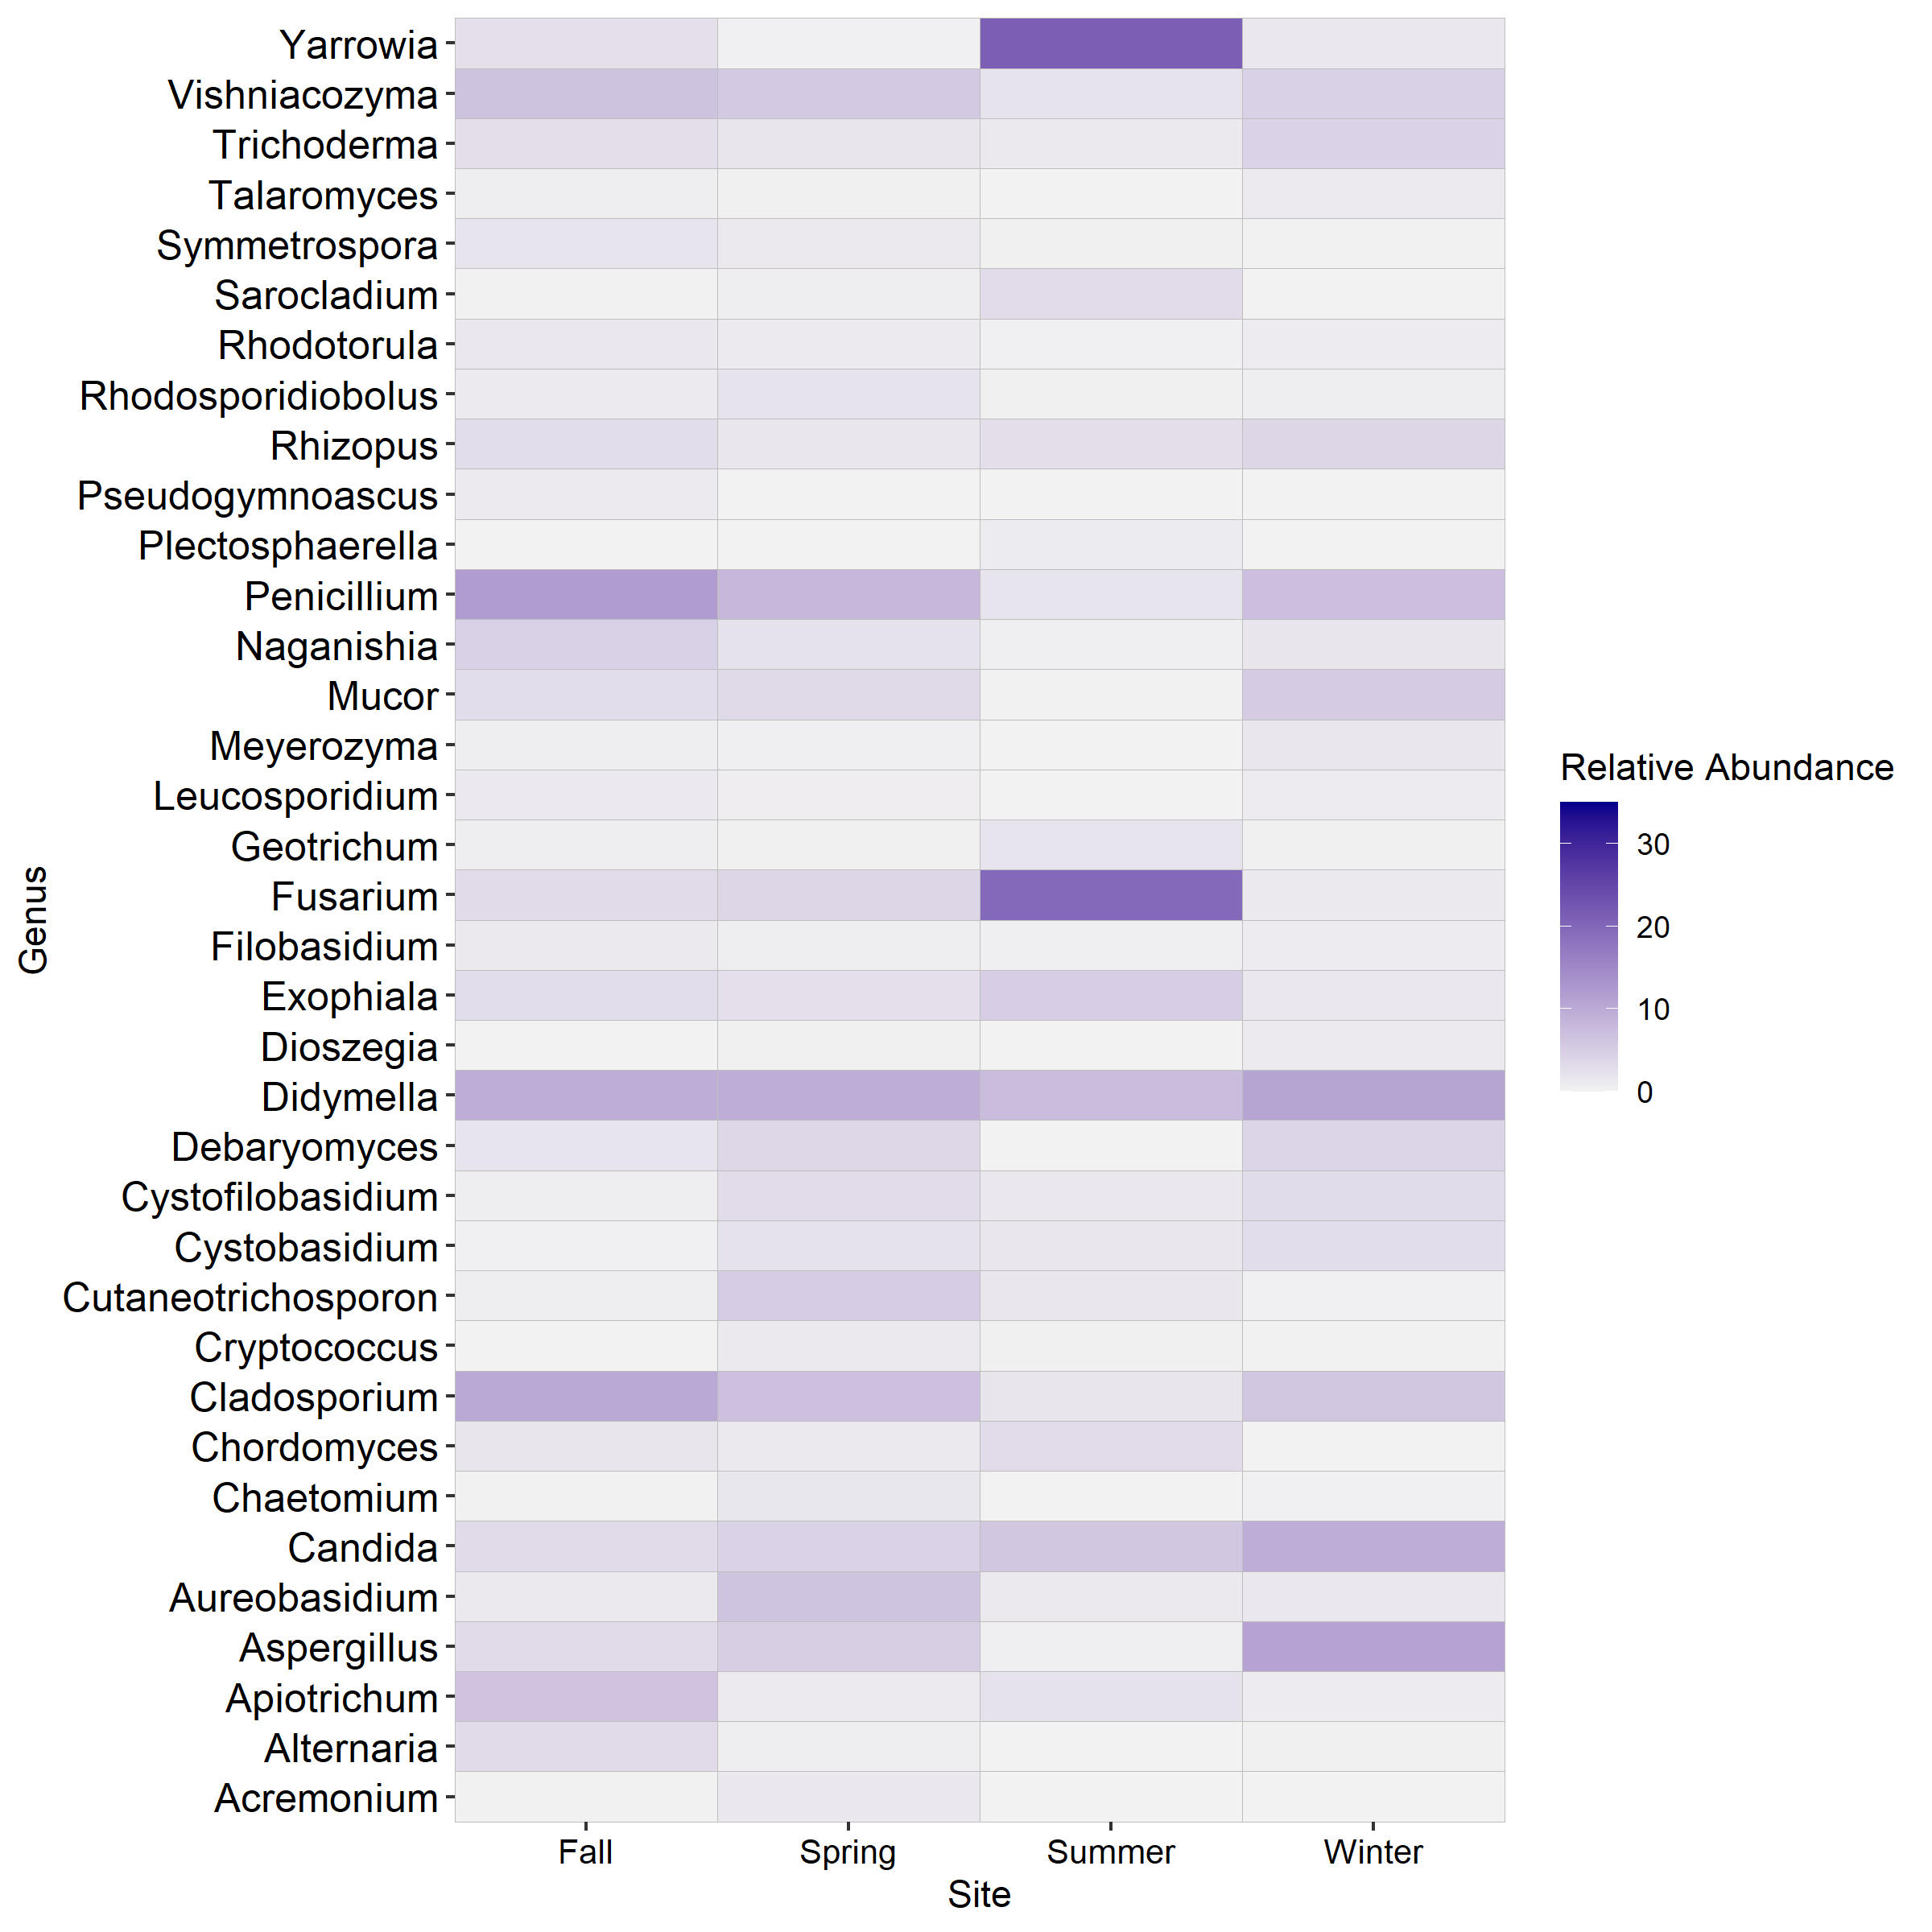 Yarrowia
Vishniacozyma
Trichoderma
Talaromyces
Symmetrospora
Sarocladium
Rhodotorula
Rhodosporidiobolus
Rhizopus
Pseudogymnoascus
Plectosphaerella
Penicillium
Naganishia
Mucor
Meyerozyma
Leucosporidium
Geotrichum
Fusarium
Filobasidium
Exophiala
Dioszegia
Didymella
Debaryomyces
Cystofilobasidium
Cystobasidium
Cutaneotrichosporon
Cryptococcus
Cladosporium
Chordomyces
Chaetomium
Candida
Aureobasidium
Aspergillus
Apiotrichum
Alternaria
Acremonium
Genus
Fall Spring Summer Winter
Site
Relative Abundance
30
20
10
0